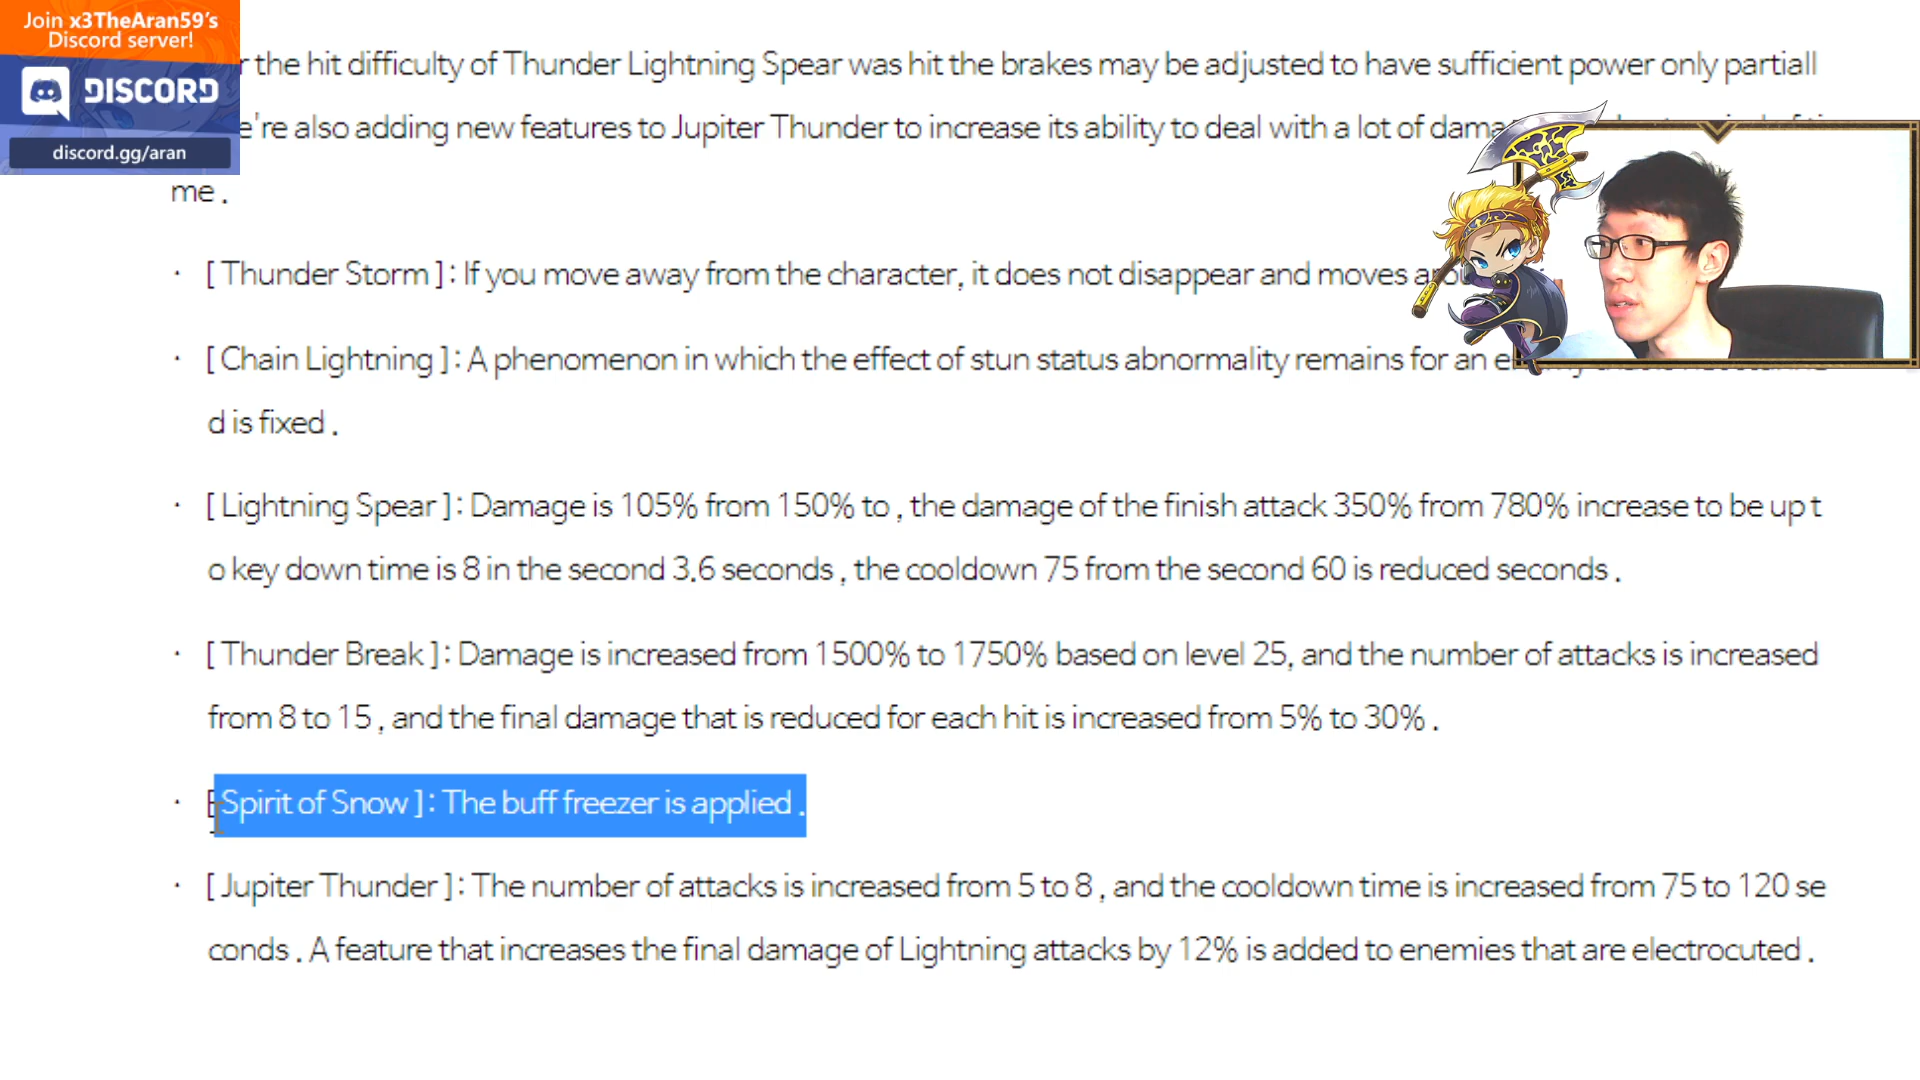 Join x3TheAran59's
Discord server!
DISCORD
discord.gg/aran
r the hit difficulty of Thunder Lightning Spear was hit the brakes may be adjusted to have sufficient power only partiall
e're also adding new features to Jupiter Thunder to increase its ability to deal with a lot of
me .
· [ Thunder Storm ] : If you move away from the character, it does not disappear and moves
· [ Chain Lightning ] : A phenomenon in which the effect of stun status abnormality remains for an
d is fixed .
· [ Lightning Spear ] : Damage is 105% from 150% to , the damage of the finish attack 350% from 780% increase to be up t
o key down time is 8 in the second 3.6 seconds , the cooldown 75 from the second 60 is reduced seconds .
· [ Thunder Break ] : Damage is increased from 1500% to 1750% based on level 25, and the number of attacks is increased
from 8 to 15 , and the final damage that is reduced for each hit is increased from 5% to 30% .
· [ Spirit of Snow ] : The buff freezer is applied .
· [ Jupiter Thunder ] : The number of attacks is increased from 5 to 8 , and the cooldown time is increased from 75 to 120 se
conds . A feature that increases the final damage of Lightning attacks by 12% is added to enemies that are electrocuted .